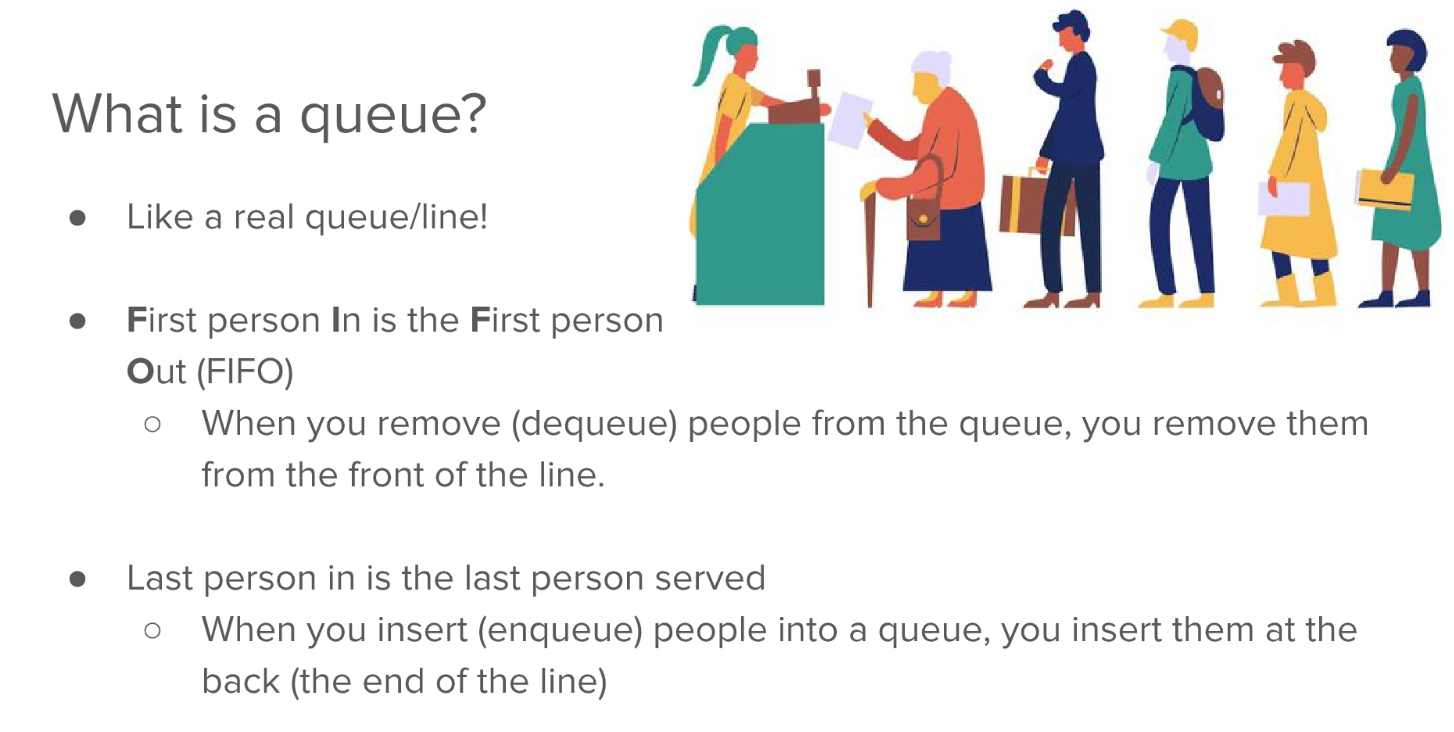 What is a queue?
● Like a real queue/line!
● First person In is the First person
Out (FIFO)
○ When you remove (dequeue) people from the queue, you remove them
from the front of the line.
● Last person in is the last person served
○ When you insert (enqueue) people into a queue, you insert them at the
back (the end of the line)